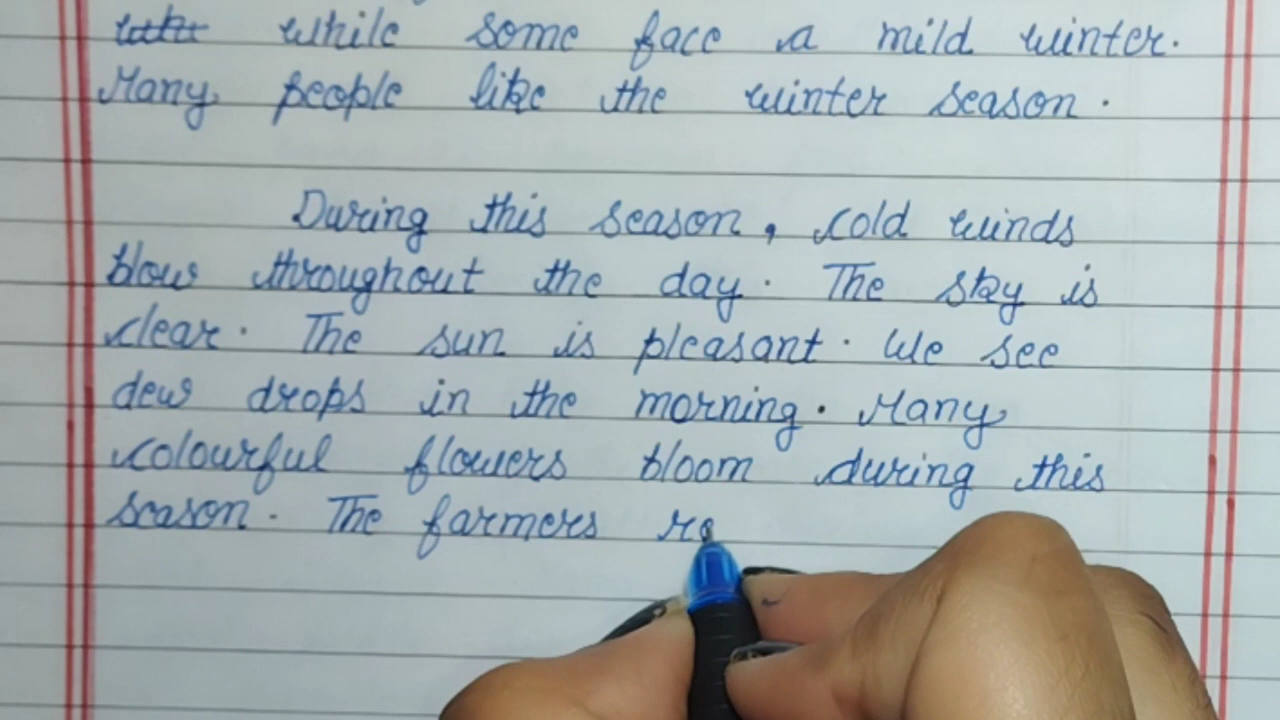 while some face a mild winter.
Many people like the winter season.
During this season, cold winds
blow throughout the day. The sky is
clear. The sun is pleasant. We see
dew drops in the morning. Many
colourful flowers bloom during this
season. The farmers